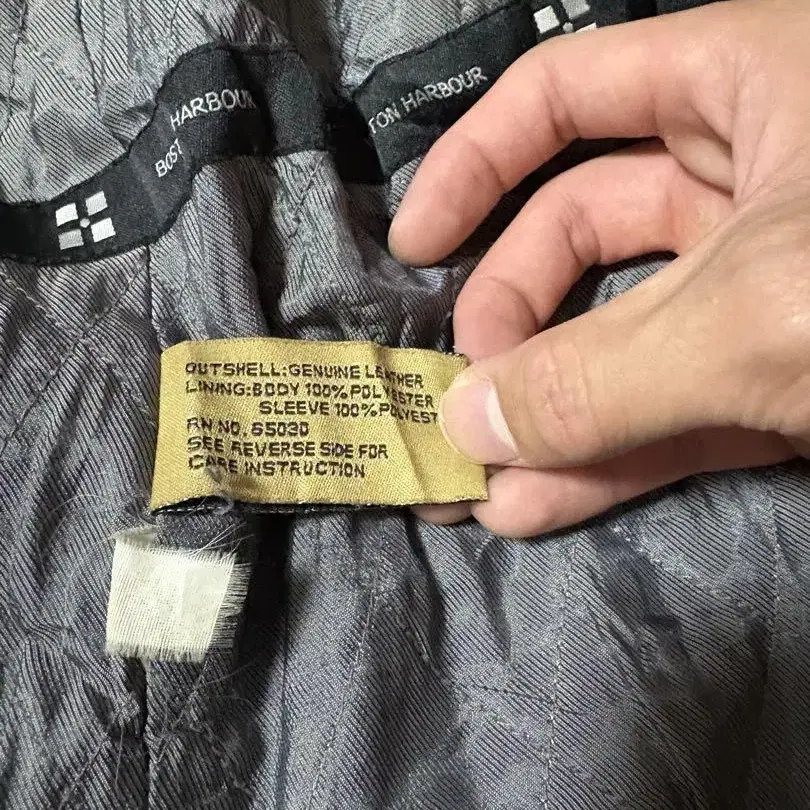 HARBOUR
BOST
TON HARBOUR
OUTSHELL:GENUINE LEATHER
LINING:BODY 100% POLYESTER
SLEEVE 100% POLYEST
RN NO. 65030
SEE REVERSE SIDE FOR
CARE INSTRUCTION